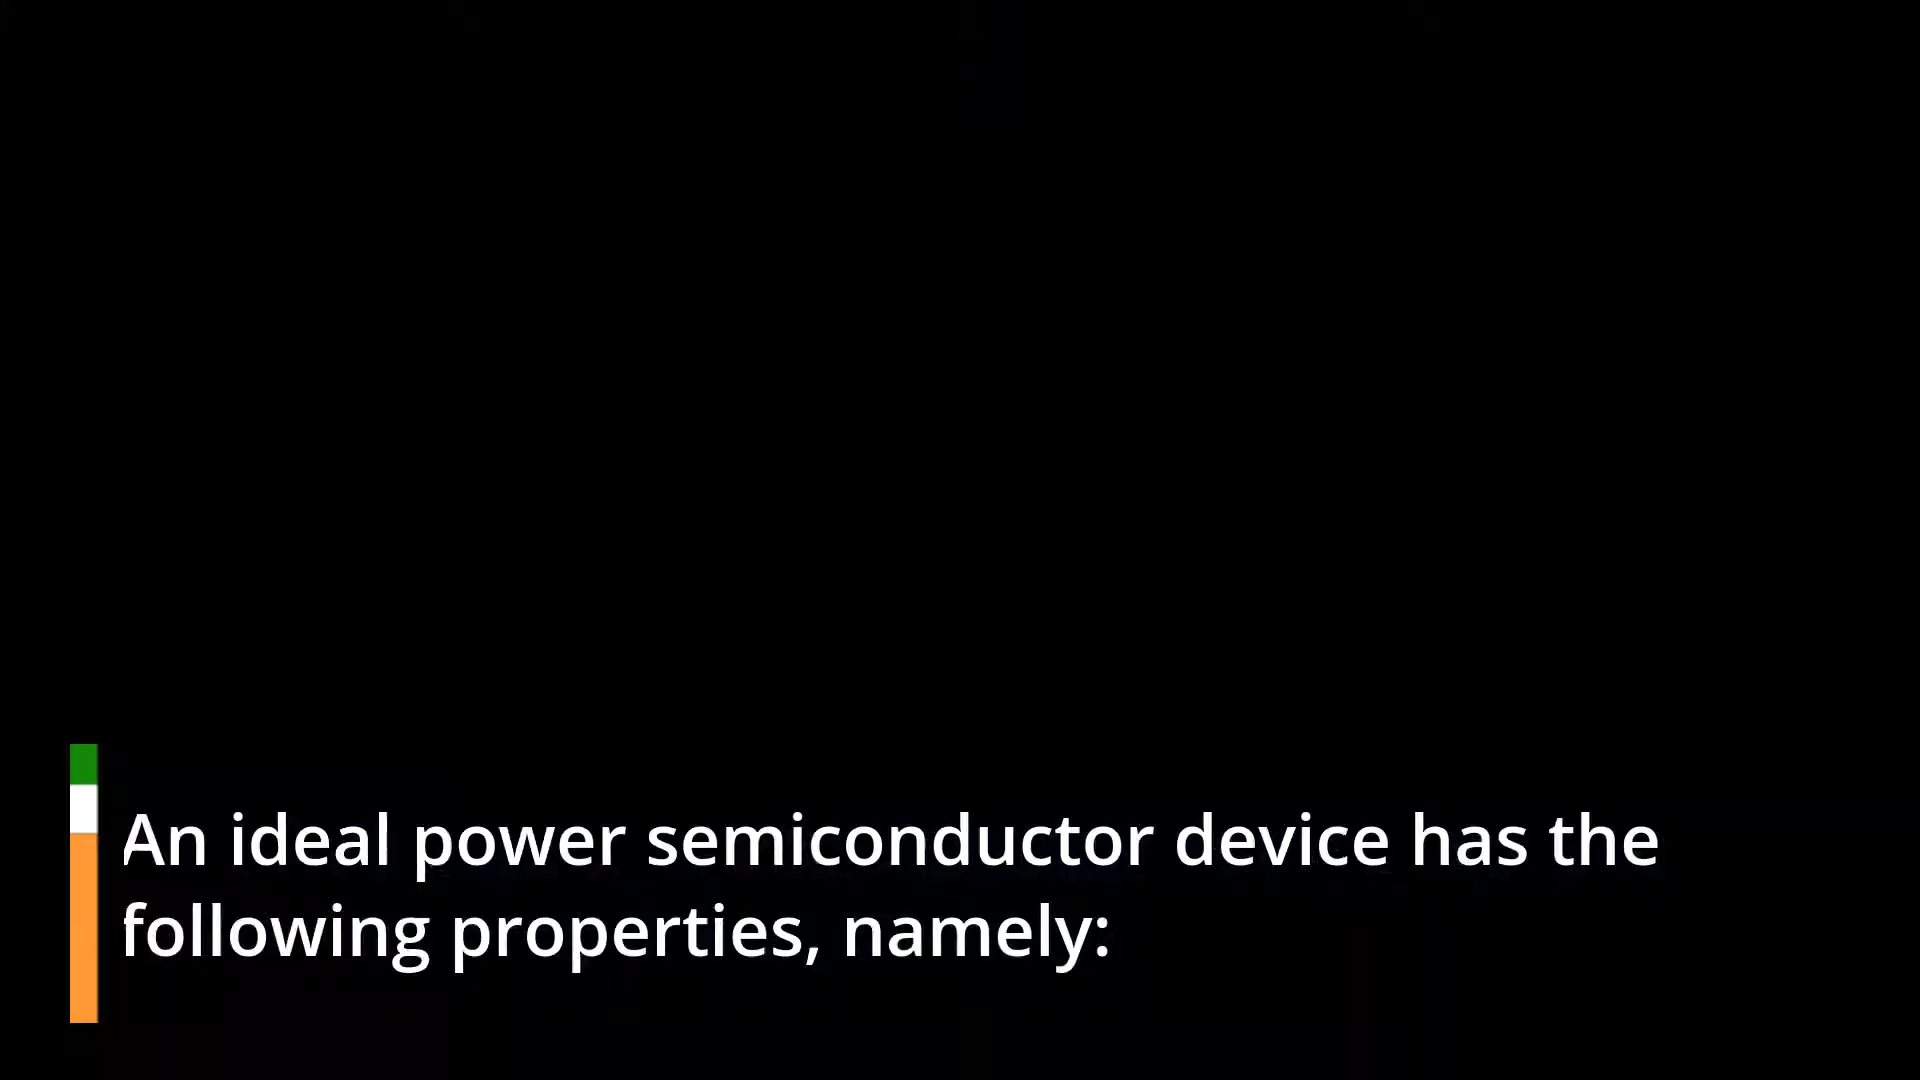 An ideal power semiconductor device has the
following properties, namely: